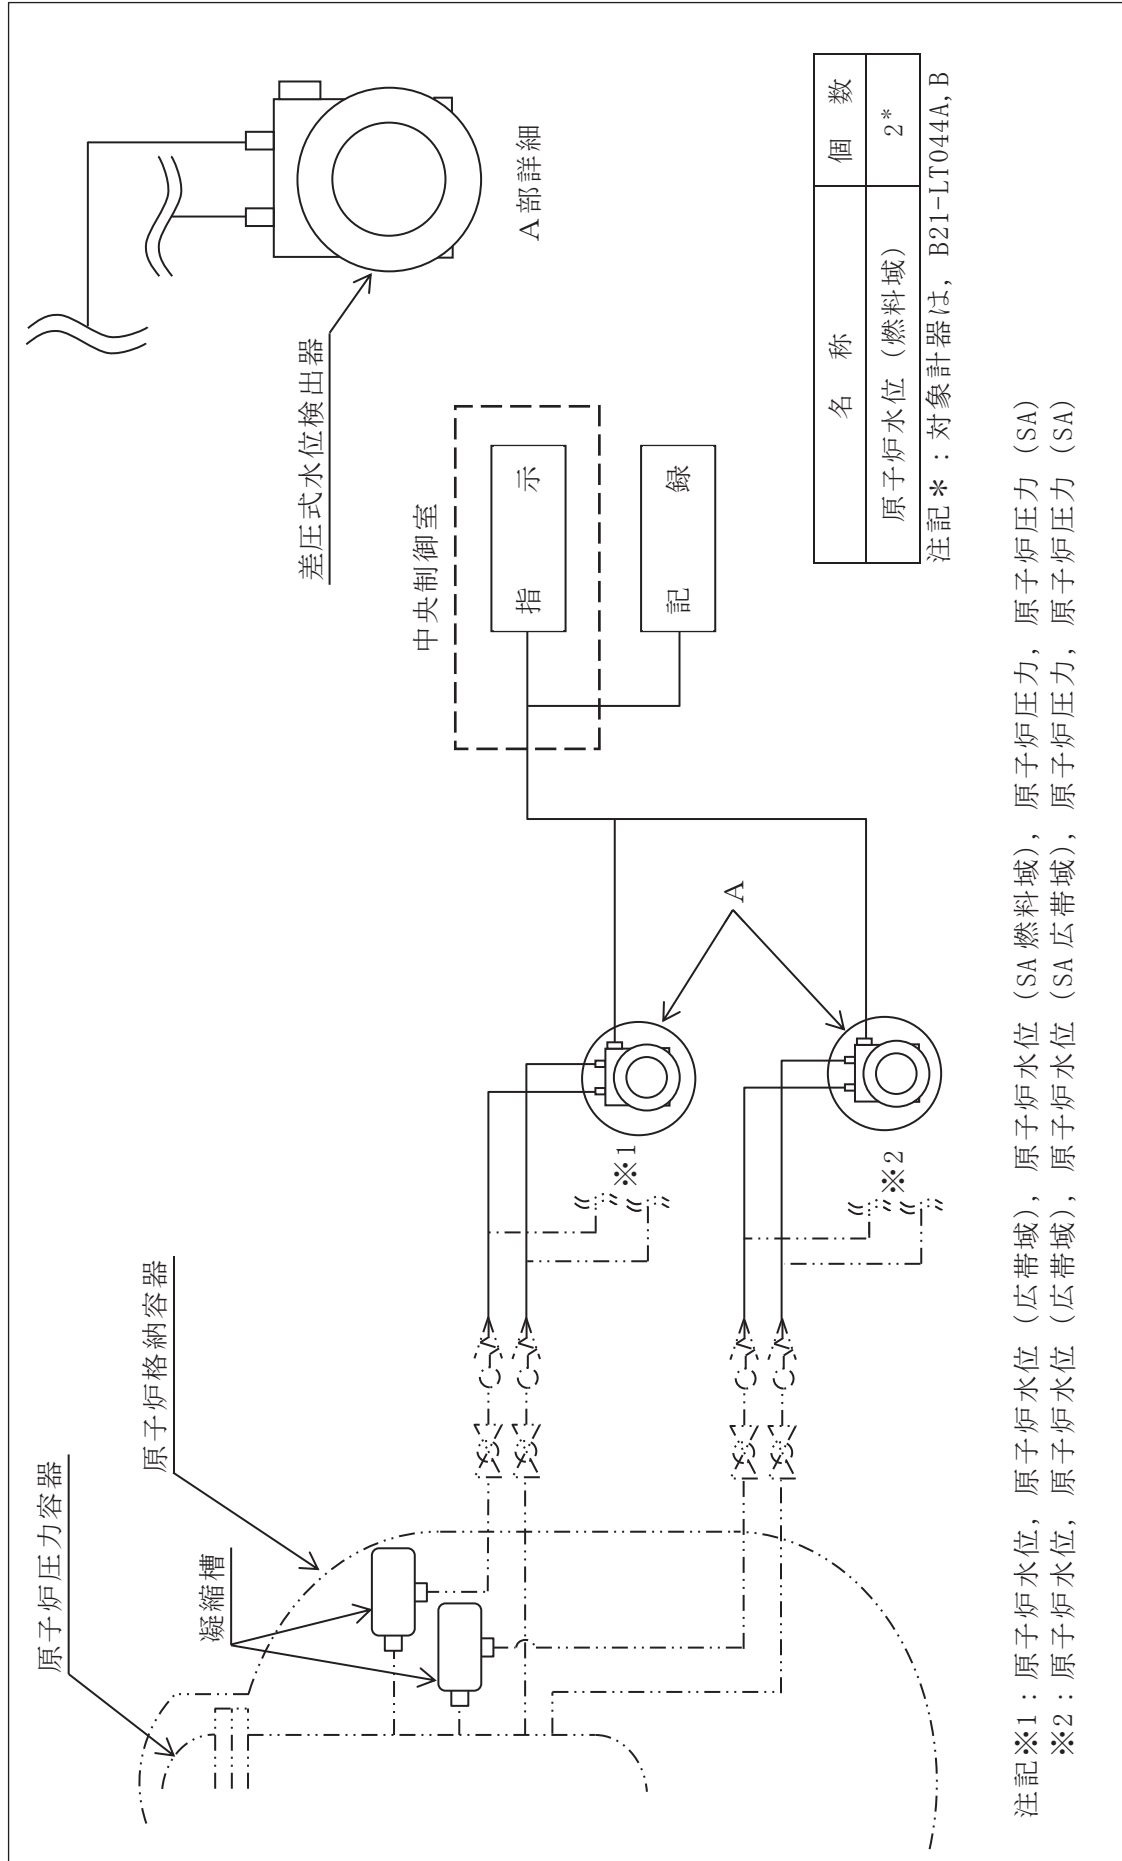 原子炉圧力容器
原子炉格納容器
凝縮槽
※1
※2
A
中央制御室
指示
記録
差圧式水位検出器
A部詳細
名称 個数
原子炉水位（燃料域） 2*
注記＊：対象計器は，B21-LT044A,B
注記※1：原子炉水位，原子炉水位（広帯域），原子炉水位（SA燃料域），原子炉圧力，原子炉圧力（SA）
※2：原子炉水位，原子炉水位（広帯域），原子炉水位（SA広帯域），原子炉圧力，原子炉圧力（SA）